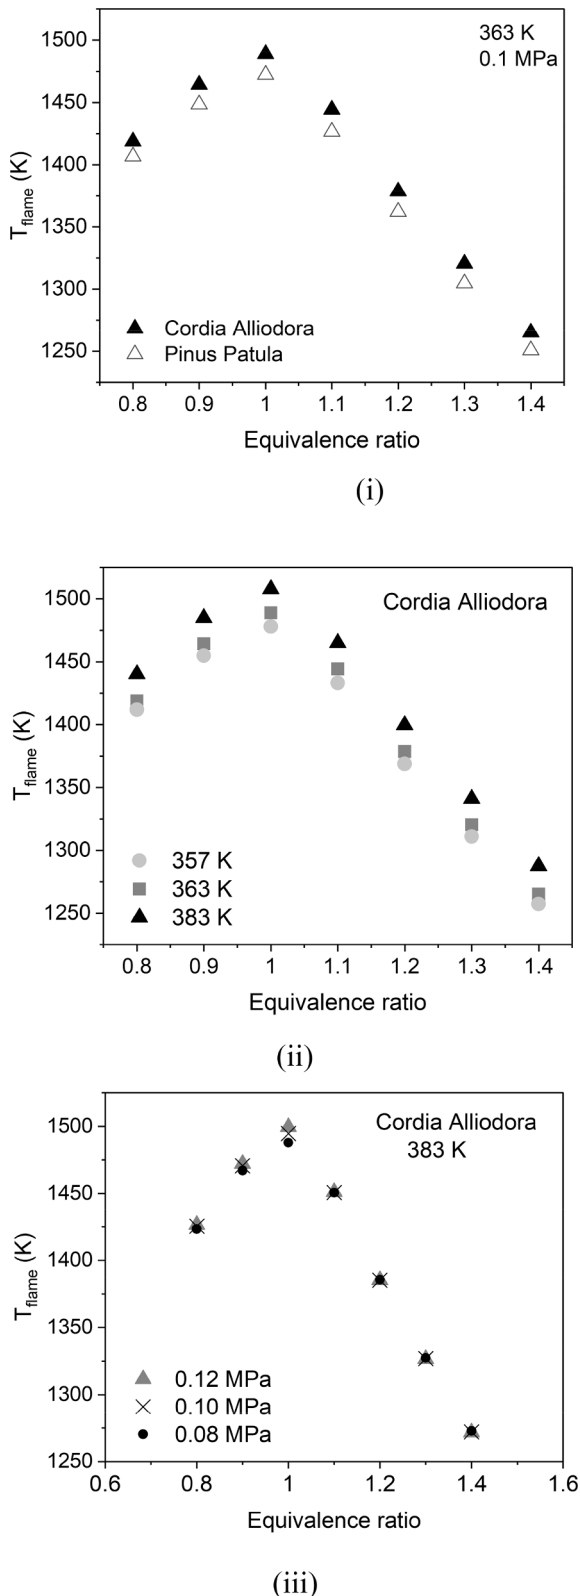 363 K
0.1 MPa
1500
1450
1400
1350
1300
1250
T_flame (K)
Cordia Alliodora
Pinus Patula
0.8 0.9 1 1.1 1.2 1.3 1.4
Equivalence ratio
(i)
Cordia Alliodora
1500
1450
1400
1350
1300
1250
T_flame (K)
357 K
363 K
383 K
0.8 0.9 1 1.1 1.2 1.3 1.4
Equivalence ratio
(ii)
Cordia Alliodora
383 K
1500
1450
1400
1350
1300
1250
T_flame (K)
0.12 MPa
0.10 MPa
0.08 MPa
0.6 0.8 1 1.2 1.4 1.6
Equivalence ratio
(iii)